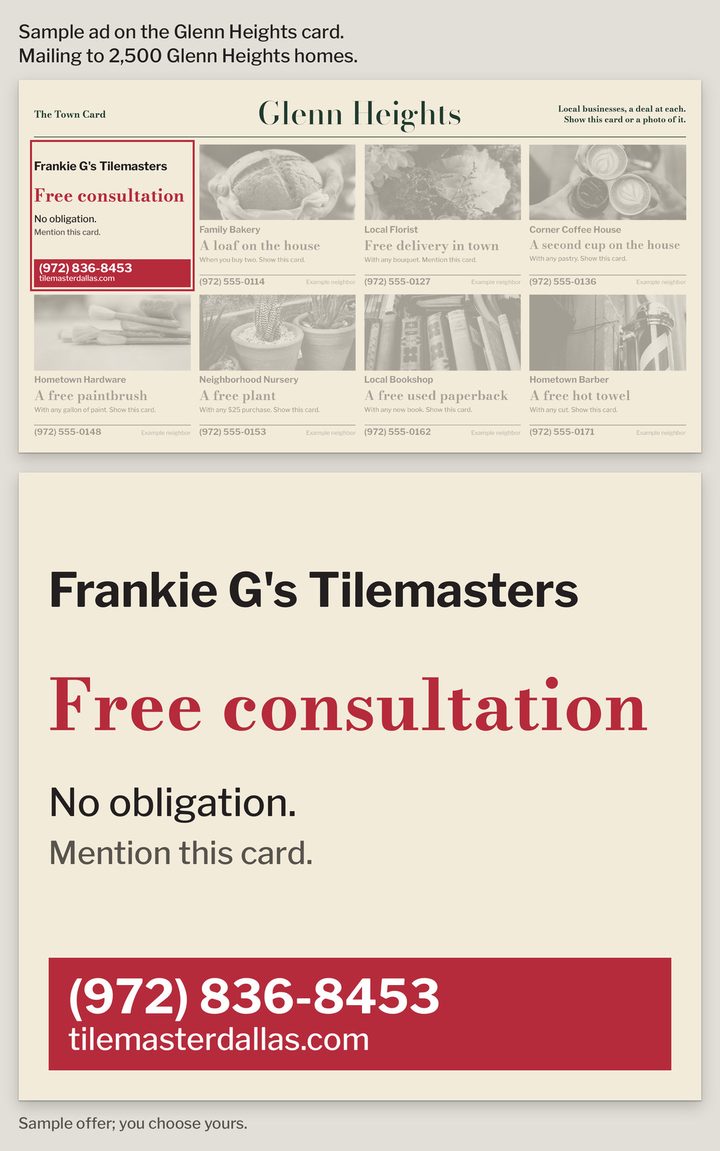 Sample ad on the Glenn Heights card.
Mailing to 2,500 Glenn Heights homes.
The Town Card
Glenn Heights
Local businesses, a deal at each.
Show this card or a photo of it.
Frankie G's Tilemasters
Free consultation
No obligation.
Mention this card.
(972) 836-8453
tilemasterdallas.com
Family Bakery
A loaf on the house
When you buy two. Show this card.
(972) 555-0114
Example neighbor
Local Florist
Free delivery in town
With any bouquet. Mention this card.
(972) 555-0127
Example neighbor
Corner Coffee House
A second cup on the house
With any pastry. Show this card.
(972) 555-0136
Example neighbor
Hometown Hardware
A free paintbrush
With any gallon of paint. Show this card.
(972) 555-0148
Example neighbor
Neighborhood Nursery
A free plant
With any $25 purchase. Show this card.
(972) 555-0153
Example neighbor
Local Bookshop
A free used paperback
With any new book. Show this card.
(972) 555-0162
Example neighbor
Hometown Barber
A free hot towel
With any cut. Show this card.
(972) 555-0171
Example neighbor
Frankie G's Tilemasters
Free consultation
No obligation.
Mention this card.
(972) 836-8453
tilemasterdallas.com
Sample offer; you choose yours.